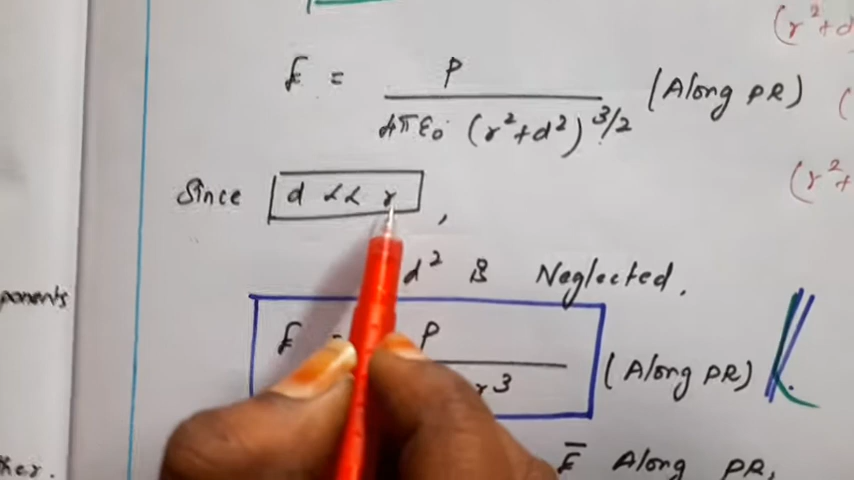 (r²+d
E = P / 4πε₀ (r²+d²)^3/2 (Along PR)
(r²+
Since d << r,
d² is Neglected.
ponents
E = P / r³ (Along PR)
ther.
E̅ Along PR,